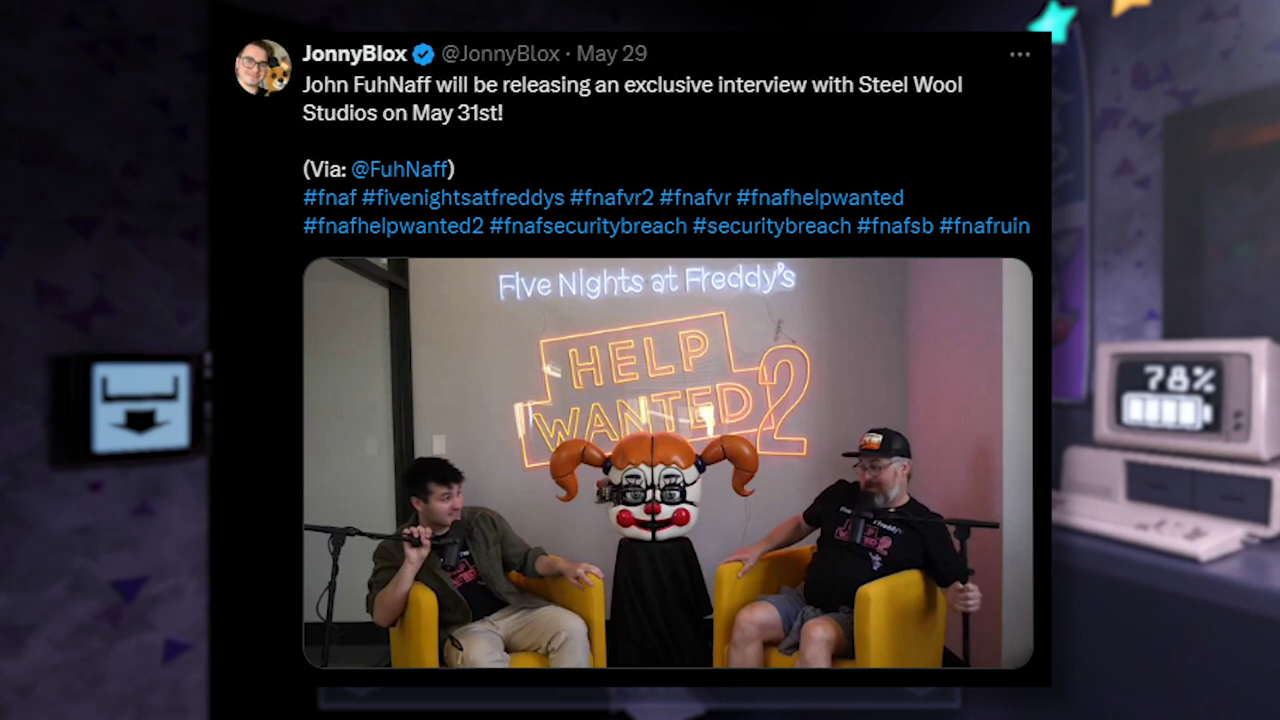 JonnyBlox @JonnyBlox · May 29
John FuhNaff will be releasing an exclusive interview with Steel Wool
Studios on May 31st!
(Via: @FuhNaff)
#fnaf #fivenightsatfreddys #fnafvr2 #fnafvr #fnafhelpwanted
#fnafhelpwanted2 #fnafsecuritybreach #securitybreach #fnafsb #fnafruin
Five Nights at Freddy's
HELP
WANTED 2
78%